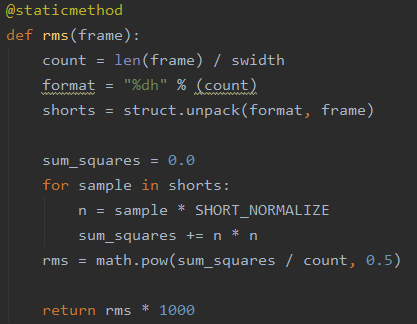 @staticmethod
def rms(frame):
    count = len(frame) / swidth
    format = "%dh" % (count)
    shorts = struct.unpack(format, frame)

    sum_squares = 0.0
    for sample in shorts:
        n = sample * SHORT_NORMALIZE
        sum_squares += n * n
    rms = math.pow(sum_squares / count, 0.5)

    return rms * 1000